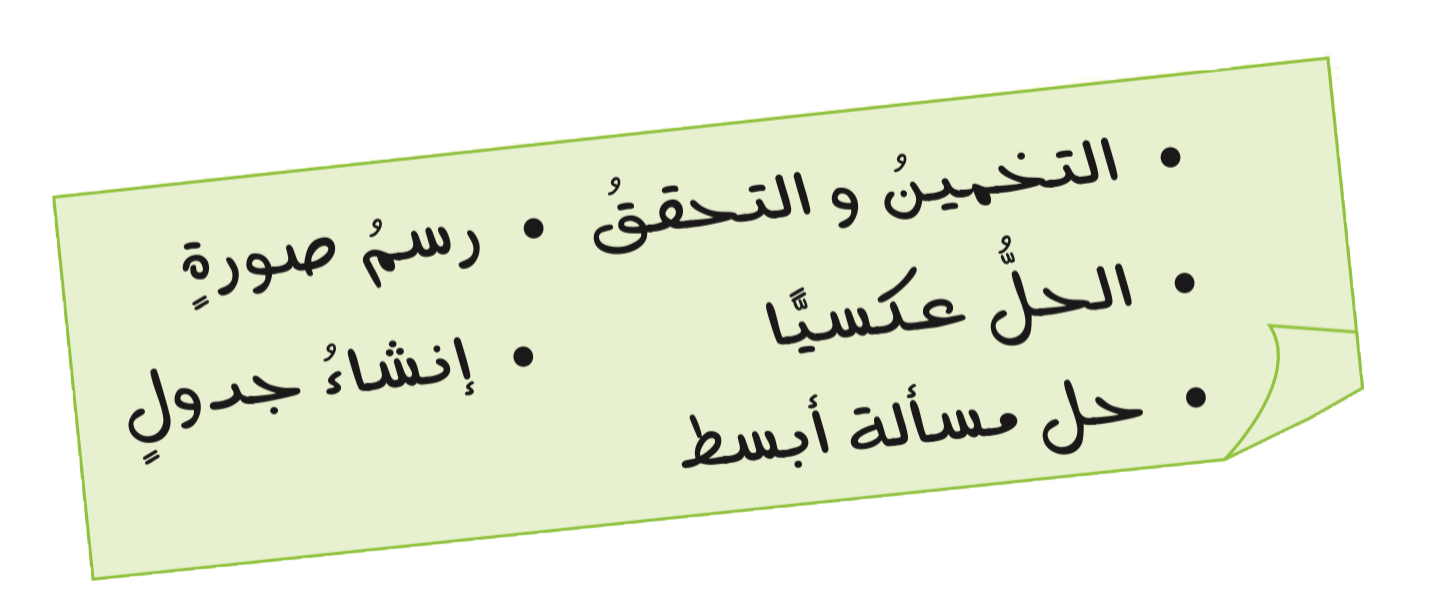 • التخمينُ و التحققُ • رسمُ صورةٍ
• الحلُّ عكسيًّا • إنشاءُ جدولٍ
• حل مسألة أبسط